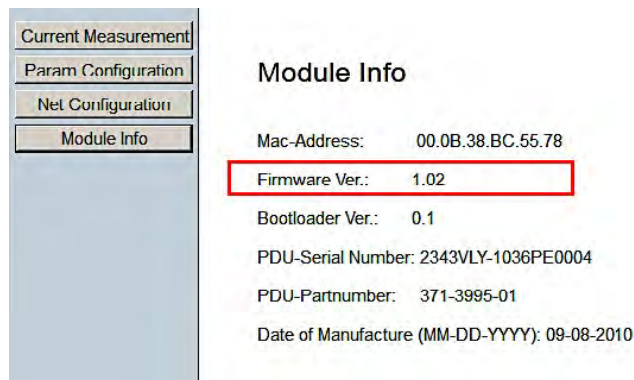 Current Measurement
Param Configuration
Net Configuration
Module Info
Module Info
Mac-Address: 00.0B.38.BC.55.78
Firmware Ver.: 1.02
Bootloader Ver.: 0.1
PDU-Serial Number: 2343VLY-1036PE0004
PDU-Partnumber: 371-3995-01
Date of Manufacture (MM-DD-YYYY): 09-08-2010